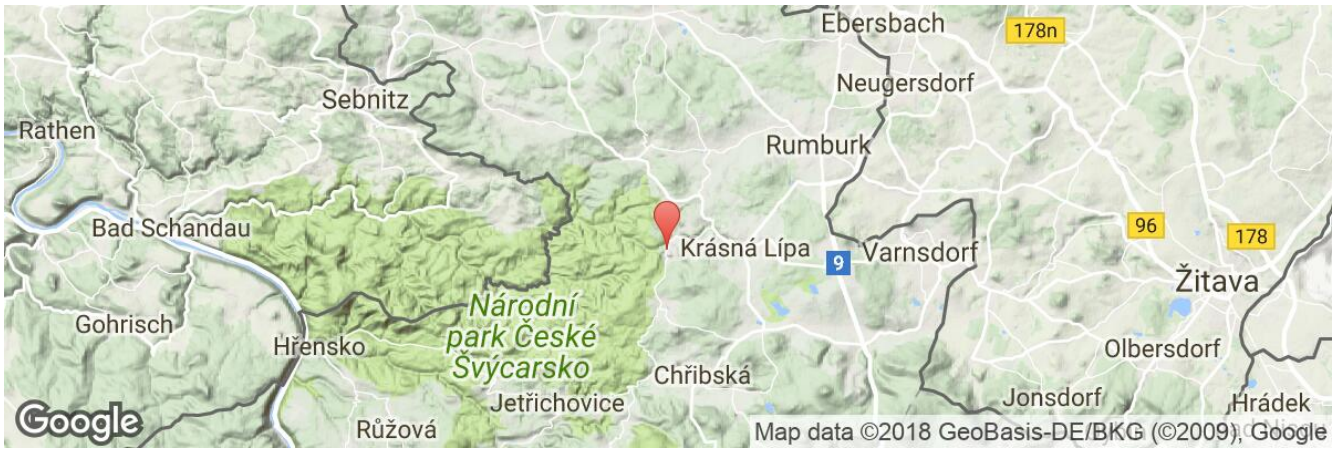 Ebersbach
178n
Neugersdorf
Sebnitz
Rathen
Rumburk
Bad Schandau
Krásná Lípa
9
Varnsdorf
96
178
Žitava
Národní
park České
Švýcarsko
Gohrisch
Hřensko
Olbersdorf
Chřibská
Jetřichovice
Jonsdorf
Hrádek
Růžová
Google
Map data ©2018 GeoBasis-DE/BKG (©2009), Google